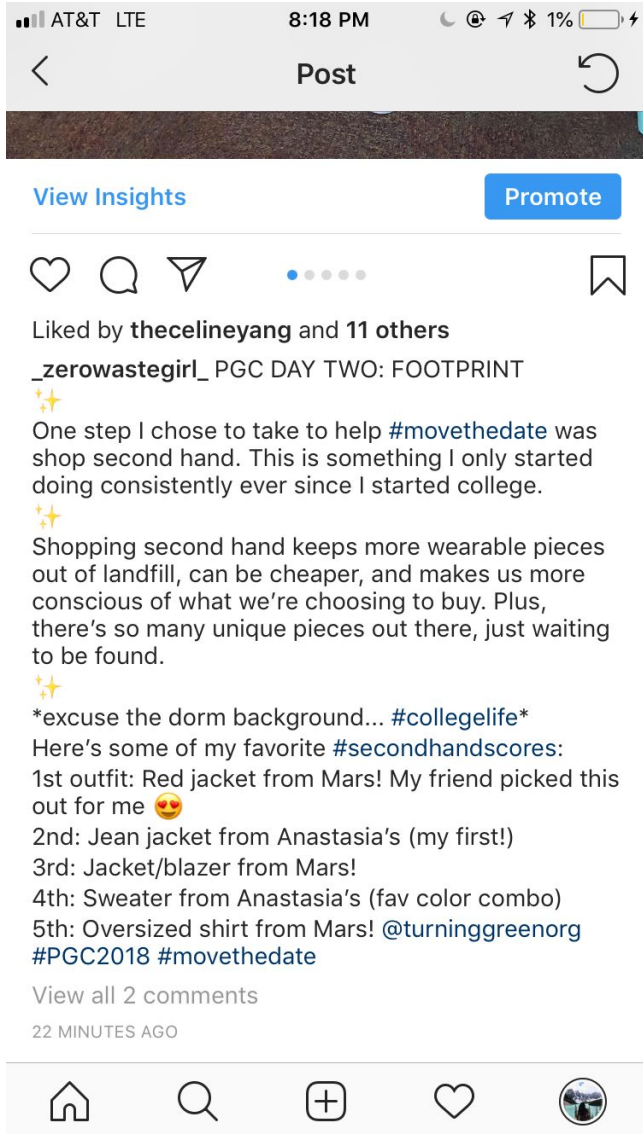 AT&T LTE 8:18 PM 1%
Post
View Insights Promote
Liked by thecelineyang and 11 others
_zerowastegirl_ PGC DAY TWO: FOOTPRINT
✨
One step I chose to take to help #movethedate was
shop second hand. This is something I only started
doing consistently ever since I started college.
✨
Shopping second hand keeps more wearable pieces
out of landfill, can be cheaper, and makes us more
conscious of what we’re choosing to buy. Plus,
there’s so many unique pieces out there, just waiting
to be found.
✨
*excuse the dorm background... #collegelife*
Here’s some of my favorite #secondhandscores:
1st outfit: Red jacket from Mars! My friend picked this
out for me 😍
2nd: Jean jacket from Anastasia’s (my first!)
3rd: Jacket/blazer from Mars!
4th: Sweater from Anastasia’s (fav color combo)
5th: Oversized shirt from Mars! @turninggreenorg
#PGC2018 #movethedate
View all 2 comments
22 MINUTES AGO